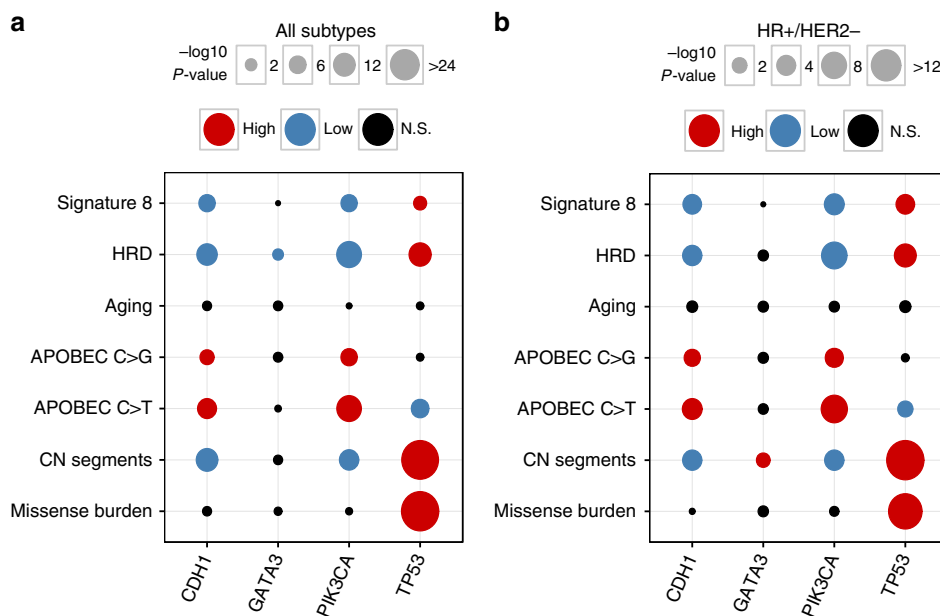 a
All subtypes
–log10
P-value
2
6
12
>24
High
Low
N.S.
Signature 8
HRD
Aging
APOBEC C>G
APOBEC C>T
CN segments
Missense burden
CDH1
GATA3
PIK3CA
TP53
b
HR+/HER2–
–log10
P-value
2
4
8
>12
High
Low
N.S.
Signature 8
HRD
Aging
APOBEC C>G
APOBEC C>T
CN segments
Missense burden
CDH1
GATA3
PIK3CA
TP53